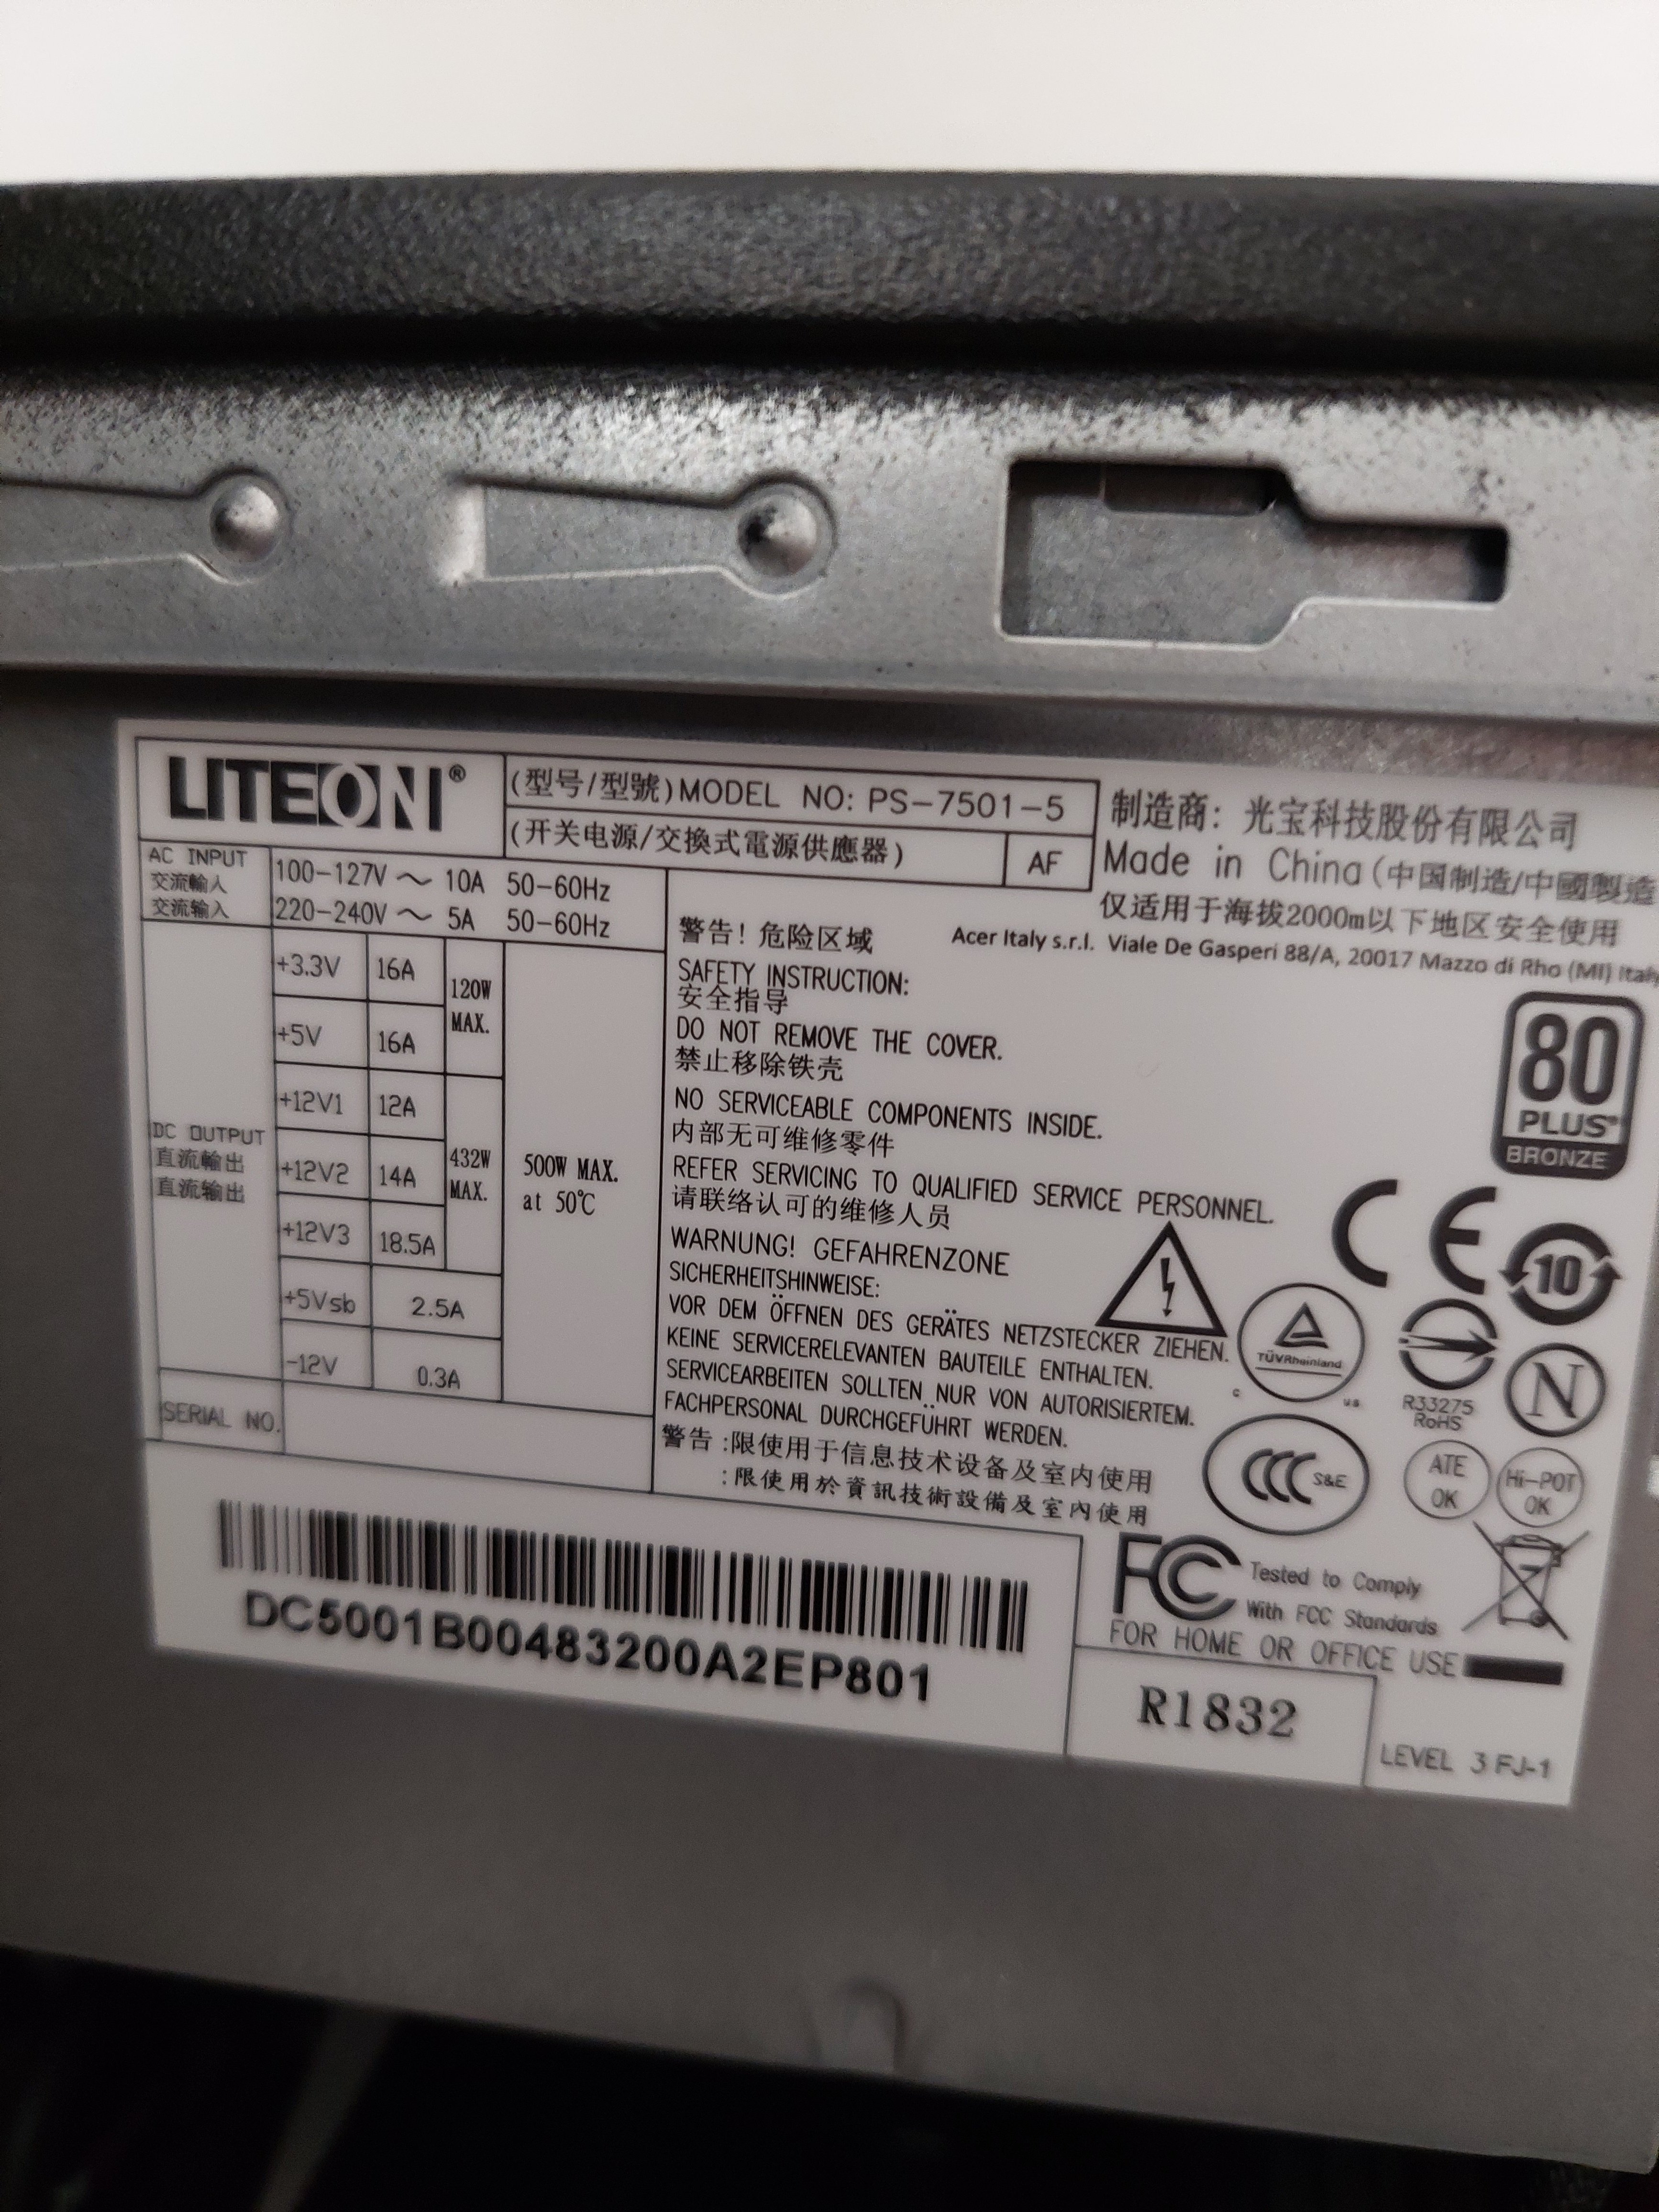 LITEON®
(型号/型號)MODEL NO: PS-7501-5
(开关电源/交換式電源供應器)
AF
制造商: 光宝科技股份有限公司
Made in China(中国制造/中國製造
仅适用于海拔2000m以下地区安全使用
Acer Italy s.r.l. Viale De Gasperi 88/A, 20017 Mazzo di Rho (MI) Italy
AC INPUT
交流輸入
交流输入
100-127V ～ 10A 50-60Hz
220-240V ～ 5A 50-60Hz
DC OUTPUT
直流輸出
直流输出
+3.3V 16A
+5V 16A
120W
MAX.
+12V1 12A
+12V2 14A
+12V3 18.5A
432W
MAX.
+5Vsb 2.5A
-12V 0.3A
500W MAX.
at 50℃
SERIAL NO.
警告! 危险区域
SAFETY INSTRUCTION:
安全指导
DO NOT REMOVE THE COVER.
禁止移除铁壳
NO SERVICEABLE COMPONENTS INSIDE.
内部无可维修零件
REFER SERVICING TO QUALIFIED SERVICE PERSONNEL.
请联络认可的维修人员
WARNUNG! GEFAHRENZONE
SICHERHEITSHINWEISE:
VOR DEM ÖFFNEN DES GERÄTES NETZSTECKER ZIEHEN.
KEINE SERVICERELEVANTEN BAUTEILE ENTHALTEN.
SERVICEARBEITEN SOLLTEN NUR VON AUTORISIERTEM.
FACHPERSONAL DURCHGEFÜHRT WERDEN.
警告:限使用于信息技术设备及室内使用
:限使用於資訊技術設備及室內使用
80
PLUS®
BRONZE
CE
10
TÜVRheinland
c us
R33275
RoHS
N
CCC S&E
ATE
OK
Hi-POT
OK
FC Tested to Comply
With FCC Standards
FOR HOME OR OFFICE USE
DC5001B00483200A2EP801
R1832
LEVEL 3 FJ-1